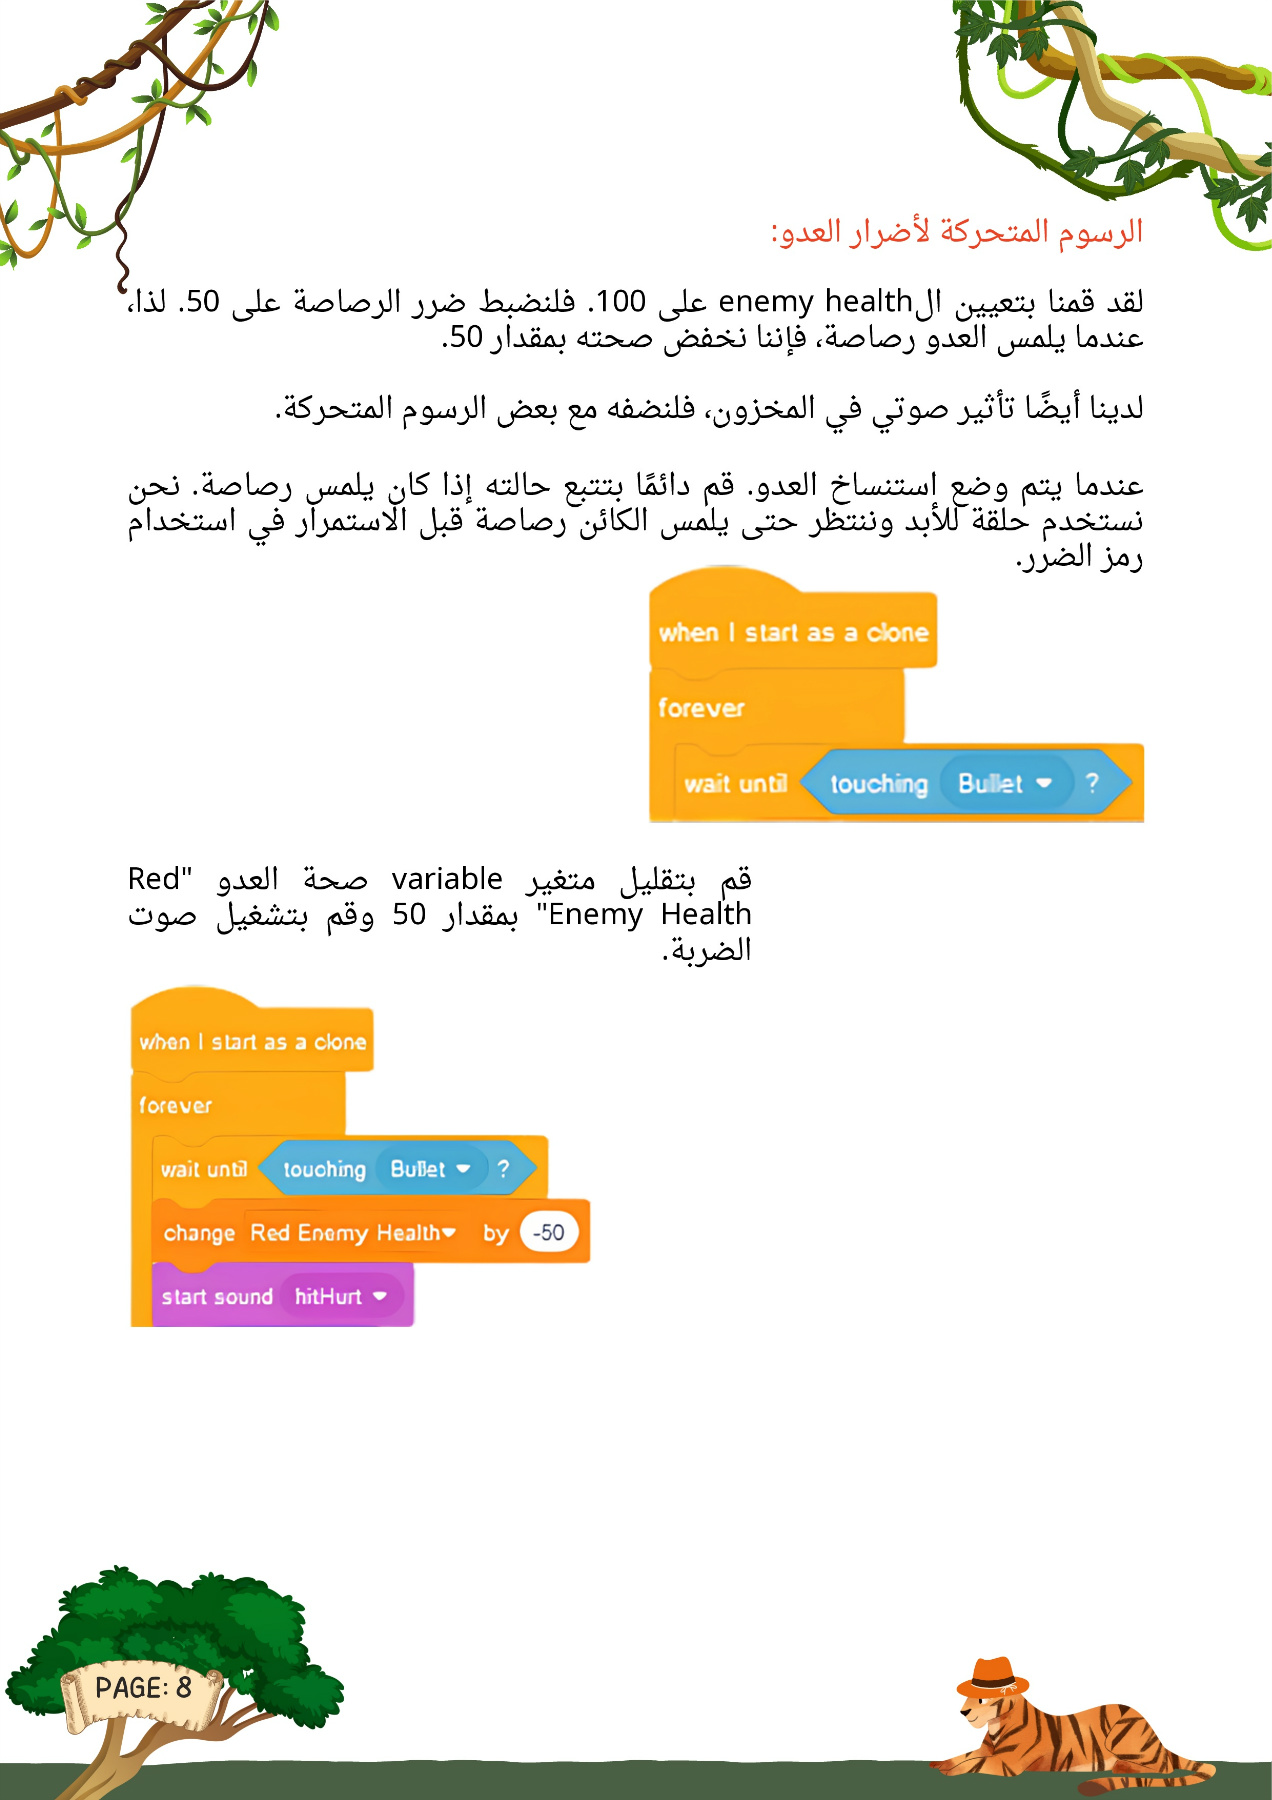 الرسوم المتحركة لأضرار العدو:
لقد قمنا بتعيين الenemy health على 100. فلنضبط ضرر الرصاصة على 50. لذا،
عندما يلمس العدو رصاصة، فإننا نخفض صحته بمقدار 50.
لدينا أيضًا تأثير صوتي في المخزون، فلنضفه مع بعض الرسوم المتحركة.
عندما يتم وضع استنساخ العدو. قم دائمًا بتتبع حالته إذا كان يلمس رصاصة. نحن
نستخدم حلقة للأبد وننتظر حتى يلمس الكائن رصاصة قبل الاستمرار في استخدام
رمز الضرر.
when I start as a clone
forever
wait until touching Bullet ?
قم بتقليل متغير variable صحة العدو "Red
Enemy Health" بمقدار 50 وقم بتشغيل صوت
الضربة.
when I start as a clone
forever
wait until touching Bullet ?
change Red Enemy Health by -50
start sound hitHurt
PAGE: 8